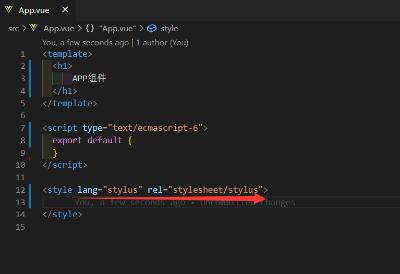 App.vue
src > App.vue > {} "App.vue" > style
You, a few seconds ago | 1 author (You)
1 <template>
2 <h1>
3 APP组件
4 </h1>
5 </template>
6
7 <script type="text/ecmascript-6">
8 export default {
9 }
10 </script>
11
12 <style lang="stylus" rel="stylesheet/stylus">
13 You, a few seconds ago • Uncommitted changes
14 </style>
15